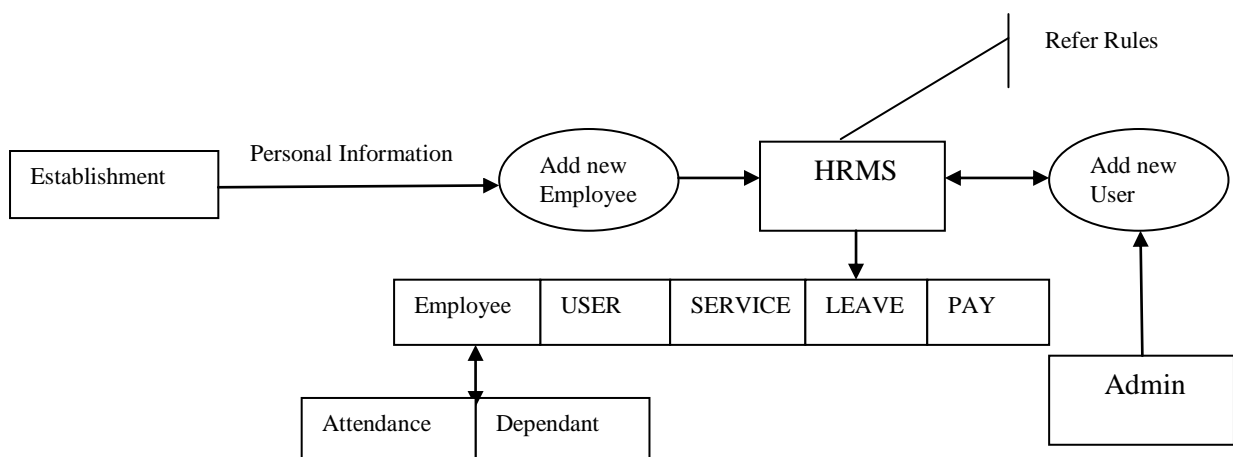 Refer Rules
Personal Information
Establishment
Add new
Employee
HRMS
Add new
User
Employee
USER
SERVICE
LEAVE
PAY
Admin
Attendance
Dependant